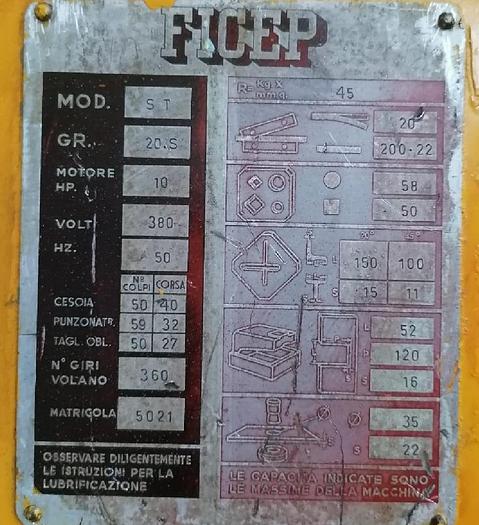 FICEP
MOD. ST
GR. 20.S
MOTORE HP. 10
VOLT 380
HZ. 50
Nº COLPI CORSA
CESOIA 50 40
PUNZONATR. 59 32
TAGL. OBL. 50 27
N° GIRI VOLANO 360
MATRICOLA 5021
OSSERVARE DILIGENTEMENTE
LE ISTRUZIONI PER LA
LUBRIFICAZIONE
R= Kg.X mmq. 45
20
200-22
58
50
L 150 100
S 15 11
L 52
P 120
S 16
Ø 35
S 22
LE CAPACITÀ INDICATE SONO
LE MASSIME DELLA MACCHINA